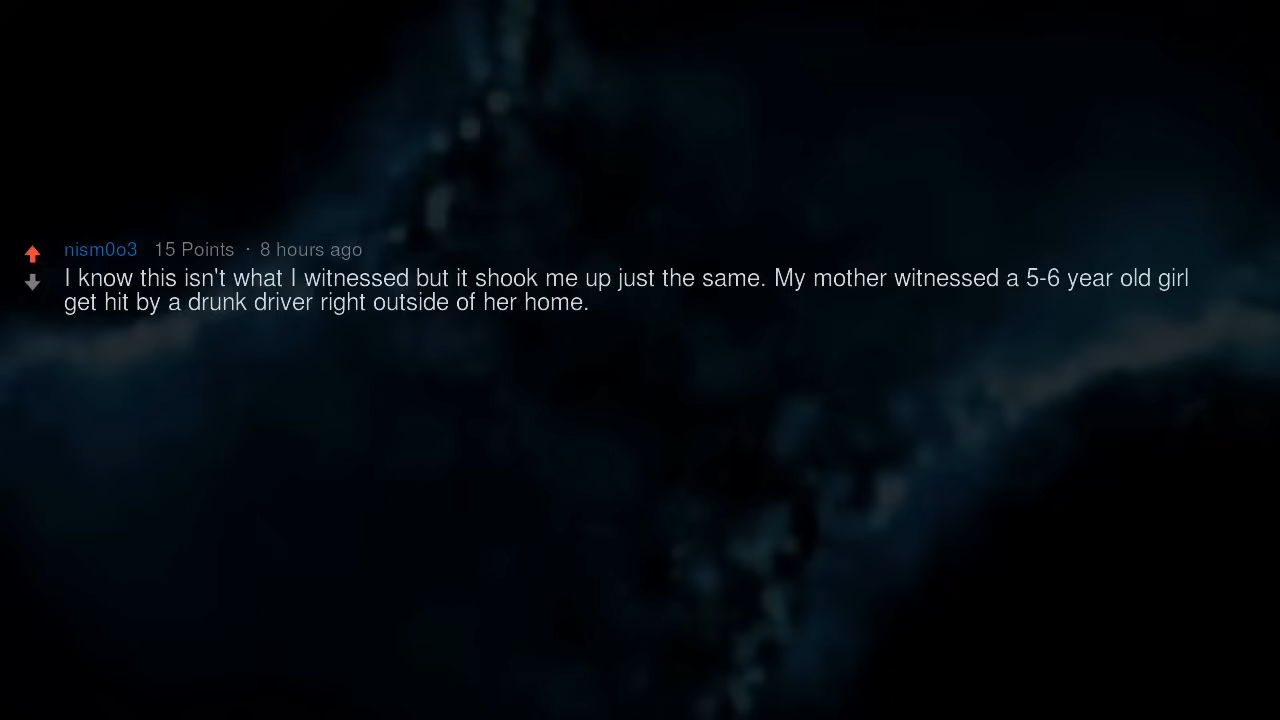 nism0o3 15 Points · 8 hours ago
I know this isn't what I witnessed but it shook me up just the same. My mother witnessed a 5-6 year old girl
get hit by a drunk driver right outside of her home.